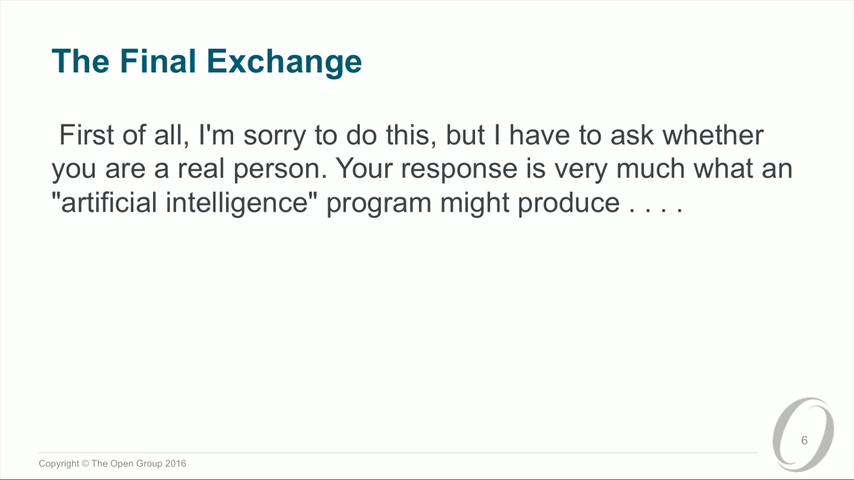 The Final Exchange
First of all, I'm sorry to do this, but I have to ask whether
you are a real person. Your response is very much what an
"artificial intelligence" program might produce . . . .
6
Copyright © The Open Group 2016